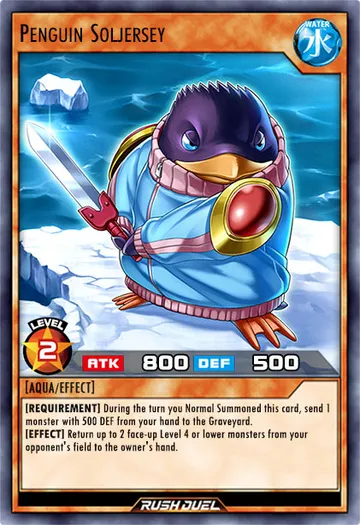 PENGUIN SOLJERSEY
WATER
水
LEVEL
2
ATK 800 DEF 500
[AQUA/EFFECT]
[REQUIREMENT] During the turn you Normal Summoned this card, send 1
monster with 500 DEF from your hand to the Graveyard.
[EFFECT] Return up to 2 face-up Level 4 or lower monsters from your
opponent's field to the owner's hand.
RUSH DUEL